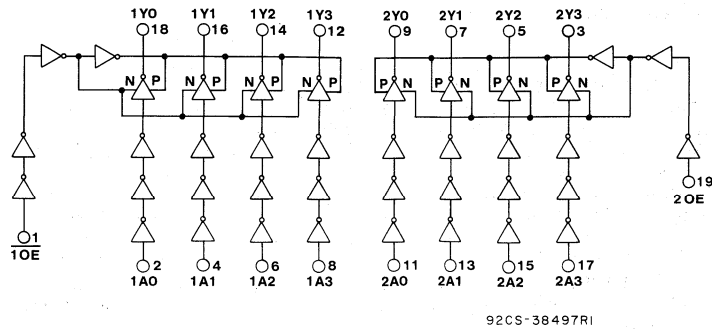 1Y0 1Y1 1Y2 1Y3 2Y0 2Y1 2Y2 2Y3
18 16 14 12 9 7 5 3
N P N P N P N P P N P N P N P N
19
2OE
1
1OE
2 4 6 8 11 13 15 17
1A0 1A1 1A2 1A3 2A0 2A1 2A2 2A3
92CS-38497R1